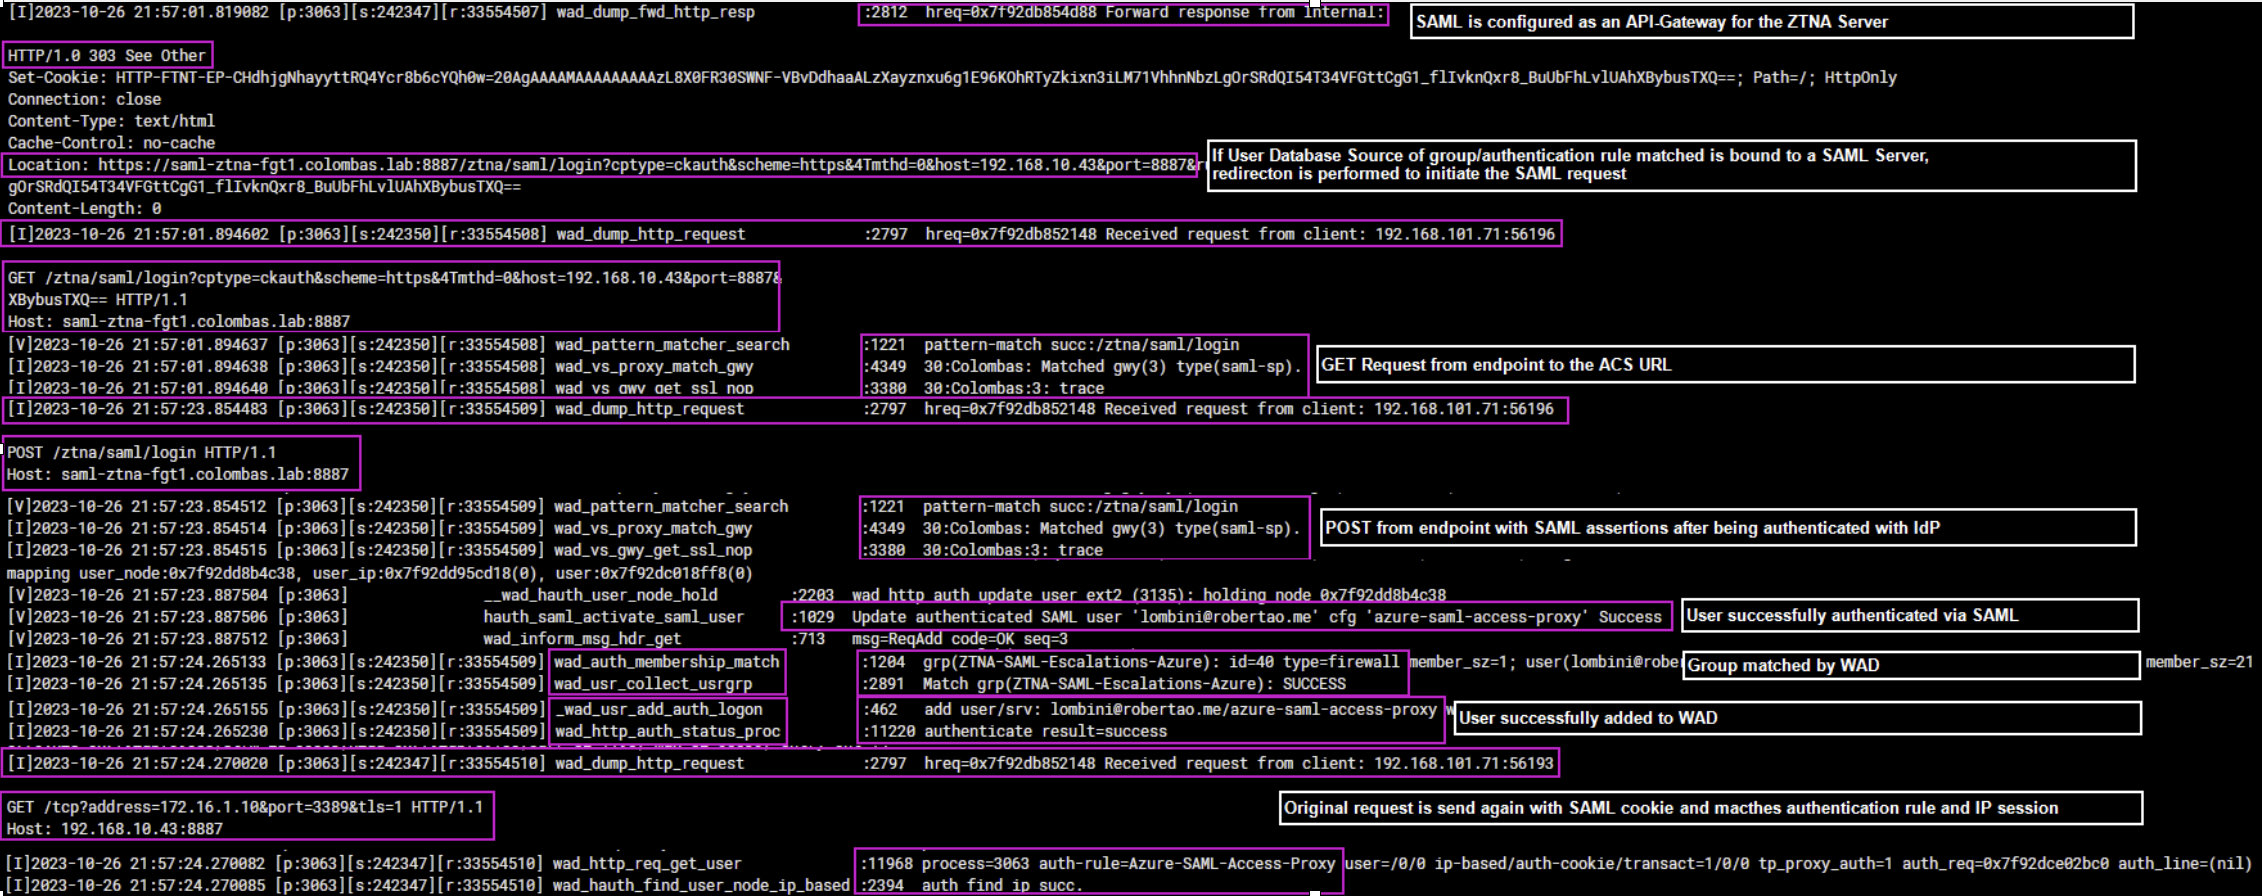 [I]2023-10-26 21:57:01.819082 [p:3063][s:242347][r:33554507] wad_dump_fwd_http_resp :2812 hreq=0x7f92db854d88 Forward response from Internal:
SAML is configured as an API-Gateway for the ZTNA Server
HTTP/1.0 303 See Other
Set-Cookie: HTTP-FTNT-EP-CHdhjgNhayyttRQ4Ycr8b6cYQh0w=20AgAAAAMAAAAAAAAAzL8X0FR30SWNF-VBvDdhaaALzXayznxu6g1E96KOhRTyZkixn3iLM71VhhnNbzLgOrSRdQI54T34VFGttCgG1_flIvknQxr8_BuUbFhLvlUAhXBybusTXQ==; Path=/; HttpOnly
Connection: close
Content-Type: text/html
Cache-Control: no-cache
Location: https://saml-ztna-fgt1.colombas.lab:8887/ztna/saml/login?cptype=ckauth&scheme=https&4Tmthd=0&host=192.168.10.43&port=8887&r
If User Database Source of group/authentication rule matched is bound to a SAML Server,
redirecton is performed to initiate the SAML request
gOrSRdQI54T34VFGttCgG1_flIvknQxr8_BuUbFhLvlUAhXBybusTXQ==
Content-Length: 0
[I]2023-10-26 21:57:01.894602 [p:3063][s:242350][r:33554508] wad_dump_http_request :2797 hreq=0x7f92db852148 Received request from client: 192.168.101.71:56196
GET /ztna/saml/login?cptype=ckauth&scheme=https&4Tmthd=0&host=192.168.10.43&port=8887&
XBybusTXQ== HTTP/1.1
Host: saml-ztna-fgt1.colombas.lab:8887
[V]2023-10-26 21:57:01.894637 [p:3063][s:242350][r:33554508] wad_pattern_matcher_search :1221 pattern-match succ:/ztna/saml/login
[I]2023-10-26 21:57:01.894638 [p:3063][s:242350][r:33554508] wad_vs_proxy_match_gwy :4349 30:Colombas: Matched gwy(3) type(saml-sp).
GET Request from endpoint to the ACS URL
[I]2023-10-26 21:57:01.894640 [p:3063][s:242350][r:33554508] wad_vs_gwy_get_ssl_nop :3380 30:Colombas:3: trace
[I]2023-10-26 21:57:23.854483 [p:3063][s:242350][r:33554509] wad_dump_http_request :2797 hreq=0x7f92db852148 Received request from client: 192.168.101.71:56196
POST /ztna/saml/login HTTP/1.1
Host: saml-ztna-fgt1.colombas.lab:8887
[V]2023-10-26 21:57:23.854512 [p:3063][s:242350][r:33554509] wad_pattern_matcher_search :1221 pattern-match succ:/ztna/saml/login
[I]2023-10-26 21:57:23.854514 [p:3063][s:242350][r:33554509] wad_vs_proxy_match_gwy :4349 30:Colombas: Matched gwy(3) type(saml-sp).
POST from endpoint with SAML assertions after being authenticated with IdP
[I]2023-10-26 21:57:23.854515 [p:3063][s:242350][r:33554509] wad_vs_gwy_get_ssl_nop :3380 30:Colombas:3: trace
mapping user_node:0x7f92dd8b4c38, user_ip:0x7f92dd95cd18(0), user:0x7f92dc018ff8(0)
[V]2023-10-26 21:57:23.887504 [p:3063] __wad_hauth_user_node_hold :2203 wad_http_auth_update_user_ext2 (3135): holding node 0x7f92dd8b4c38
[V]2023-10-26 21:57:23.887506 [p:3063] hauth_saml_activate_saml_user :1029 Update authenticated SAML user 'lombini@robertao.me' cfg 'azure-saml-access-proxy' Success
User successfully authenticated via SAML
[V]2023-10-26 21:57:23.887512 [p:3063] wad_inform_msg_hdr_get :713 msg=ReqAdd code=OK seq=3
[I]2023-10-26 21:57:24.265133 [p:3063][s:242350][r:33554509] wad_auth_membership_match :1204 grp(ZTNA-SAML-Escalations-Azure): id=40 type=firewall member_sz=1; user(lombini@robe member_sz=21
Group matched by WAD
[I]2023-10-26 21:57:24.265135 [p:3063][s:242350][r:33554509] wad_usr_collect_usrgrp :2891 Match grp(ZTNA-SAML-Escalations-Azure): SUCCESS
[I]2023-10-26 21:57:24.265155 [p:3063][s:242350][r:33554509] _wad_usr_add_auth_logon :462 add user/srv: lombini@robertao.me/azure-saml-access-proxy w
User successfully added to WAD
[I]2023-10-26 21:57:24.265230 [p:3063][s:242350][r:33554509] wad_http_auth_status_proc :11220 authenticate result=success
[I]2023-10-26 21:57:24.270020 [p:3063][s:242347][r:33554510] wad_dump_http_request :2797 hreq=0x7f92db852148 Received request from client: 192.168.101.71:56193
GET /tcp?address=172.16.1.10&port=3389&tls=1 HTTP/1.1
Original request is send again with SAML cookie and macthes authentication rule and IP session
Host: 192.168.10.43:8887
[I]2023-10-26 21:57:24.270082 [p:3063][s:242347][r:33554510] wad_http_req_get_user :11968 process=3063 auth-rule=Azure-SAML-Access-Proxy user=/0/0 ip-based/auth-cookie/transact=1/0/0 tp_proxy_auth=1 auth_req=0x7f92dce02bc0 auth_line=(nil)
[I]2023-10-26 21:57:24.270085 [p:3063][s:242347][r:33554510] wad_hauth_find_user_node_ip_based :2394 auth find ip succ.